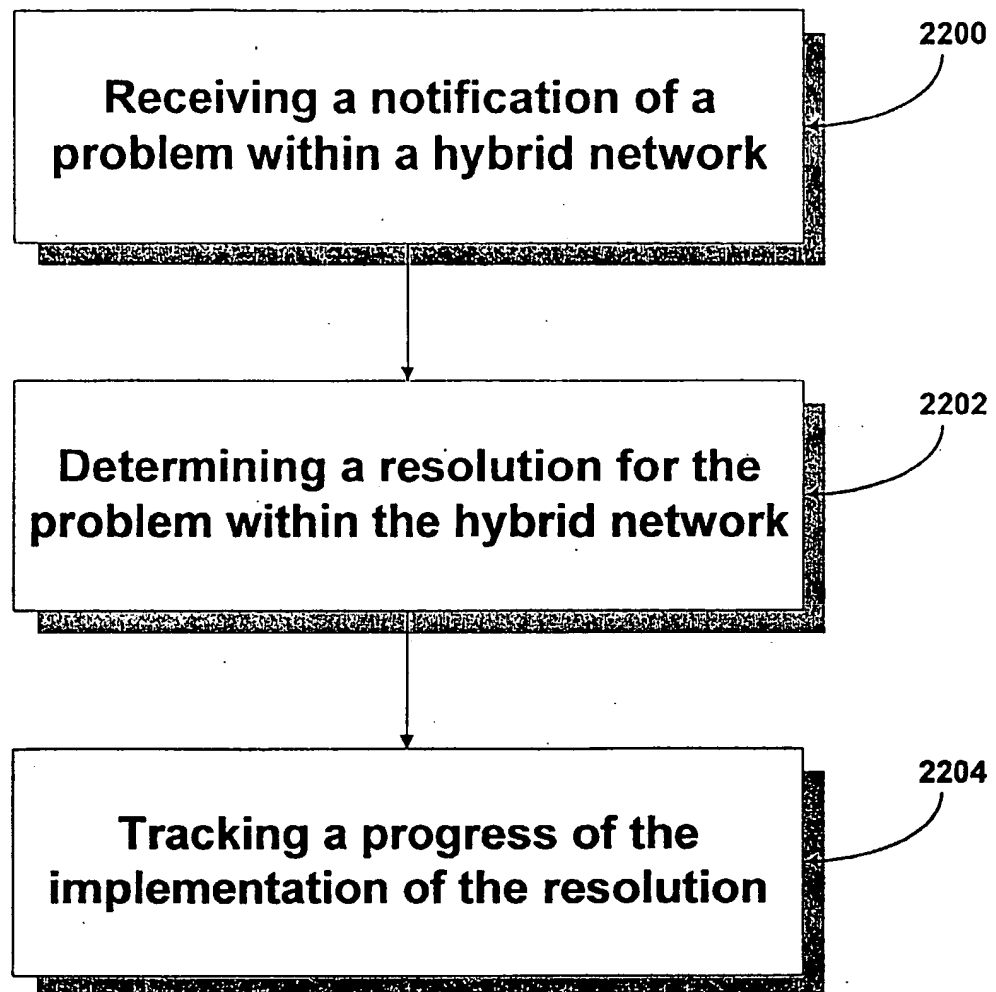 2200
Receiving a notification of a
problem within a hybrid network
2202
Determining a resolution for the
problem within the hybrid network
2204
Tracking a progress of the
implementation of the resolution